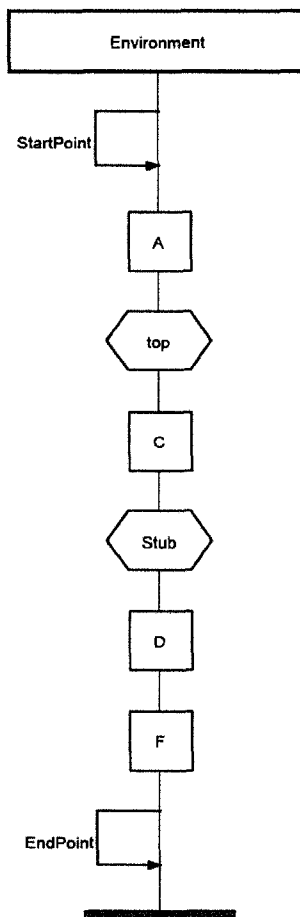 Environment
StartPoint
A
top
C
Stub
D
F
EndPoint